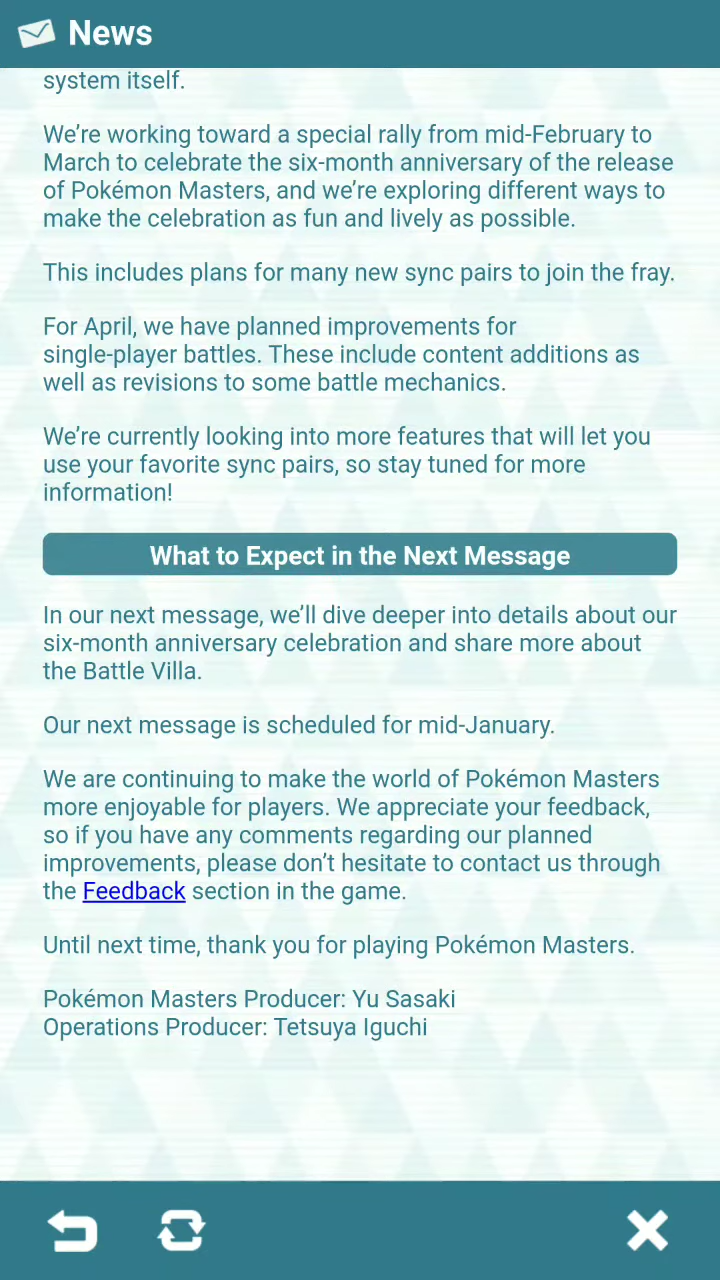 News
system itself.
We’re working toward a special rally from mid-February to
March to celebrate the six-month anniversary of the release
of Pokémon Masters, and we’re exploring different ways to
make the celebration as fun and lively as possible.
This includes plans for many new sync pairs to join the fray.
For April, we have planned improvements for
single-player battles. These include content additions as
well as revisions to some battle mechanics.
We’re currently looking into more features that will let you
use your favorite sync pairs, so stay tuned for more
information!
What to Expect in the Next Message
In our next message, we’ll dive deeper into details about our
six-month anniversary celebration and share more about
the Battle Villa.
Our next message is scheduled for mid-January.
We are continuing to make the world of Pokémon Masters
more enjoyable for players. We appreciate your feedback,
so if you have any comments regarding our planned
improvements, please don’t hesitate to contact us through
the Feedback section in the game.
Until next time, thank you for playing Pokémon Masters.
Pokémon Masters Producer: Yu Sasaki
Operations Producer: Tetsuya Iguchi